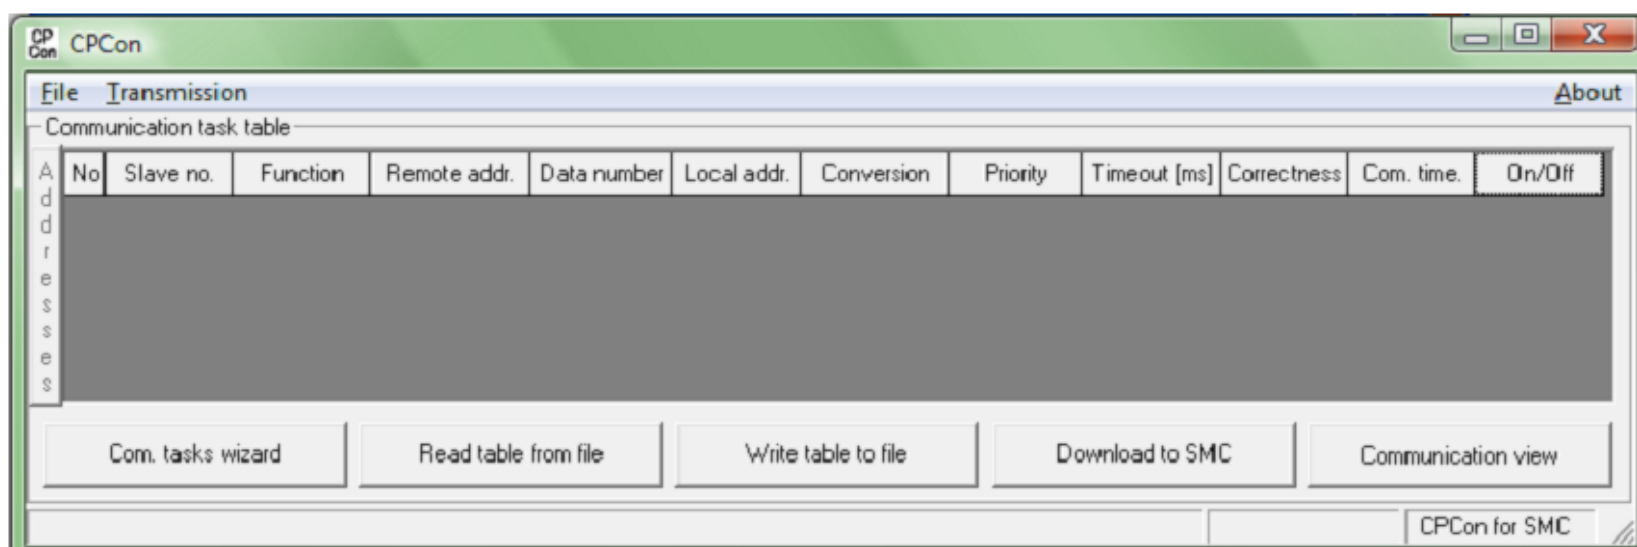 CP Con CPCon
File Transmission About
Communication task table
Addresses
No Slave no. Function Remote addr. Data number Local addr. Conversion Priority Timeout [ms] Correctness Com. time. On/Off
Com. tasks wizard Read table from file Write table to file Download to SMC Communication view
CPCon for SMC